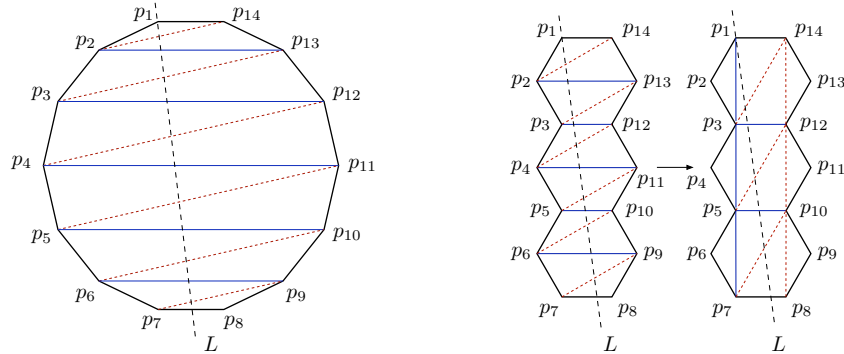 p₁ p₁₄
p₂ p₁₃
p₃ p₁₂
p₄ p₁₁
p₅ p₁₀
p₆ p₉
p₇ p₈
L
p₁ p₁₄
p₂ p₁₃
p₃ p₁₂
p₄ p₁₁
p₅ p₁₀
p₆ p₉
p₇ p₈
L
p₁ p₁₄
p₂ p₁₃
p₃ p₁₂
p₄ p₁₁
p₅ p₁₀
p₆ p₉
p₇ p₈
L